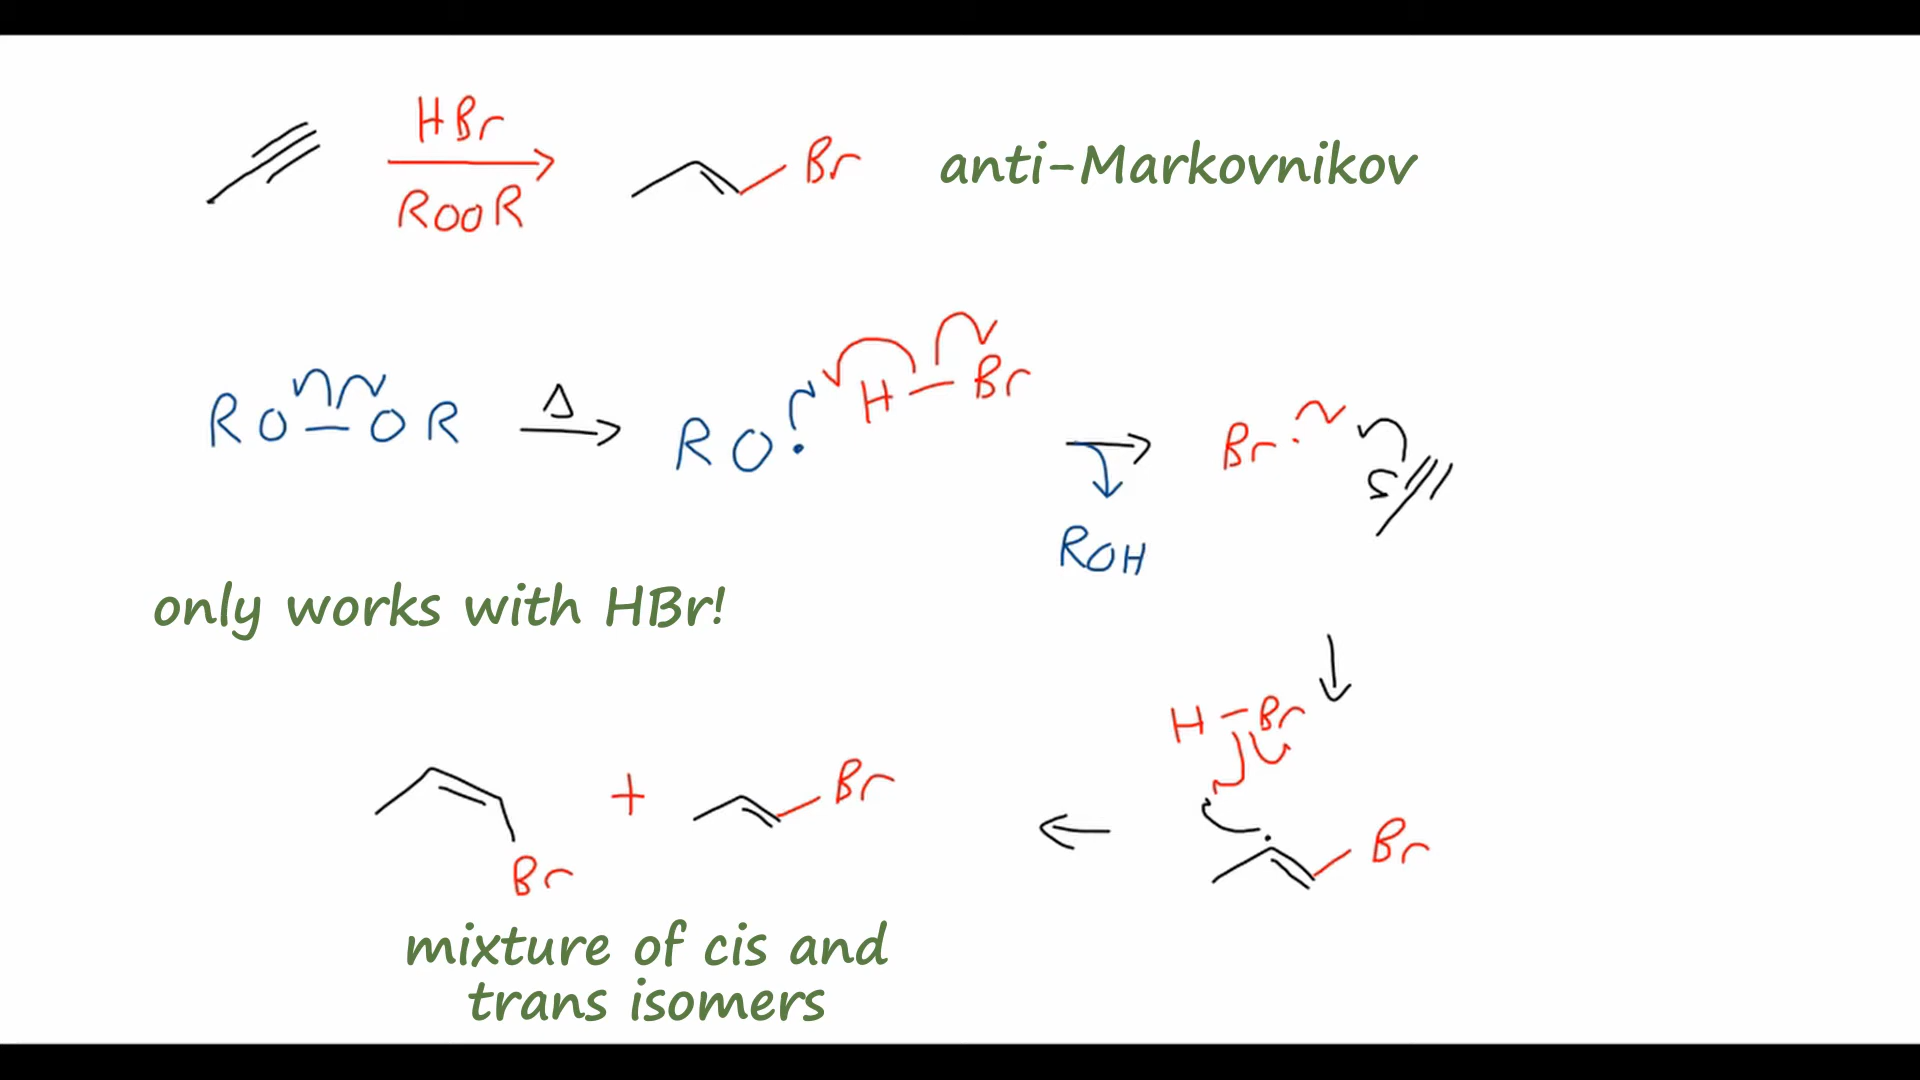 HBr
ROOR
Br
anti-Markovnikov
RO-OR
Δ
RO·
H-Br
ROH
Br·
only works with HBr!
H-Br
Br
+
Br
Br
mixture of cis and
trans isomers